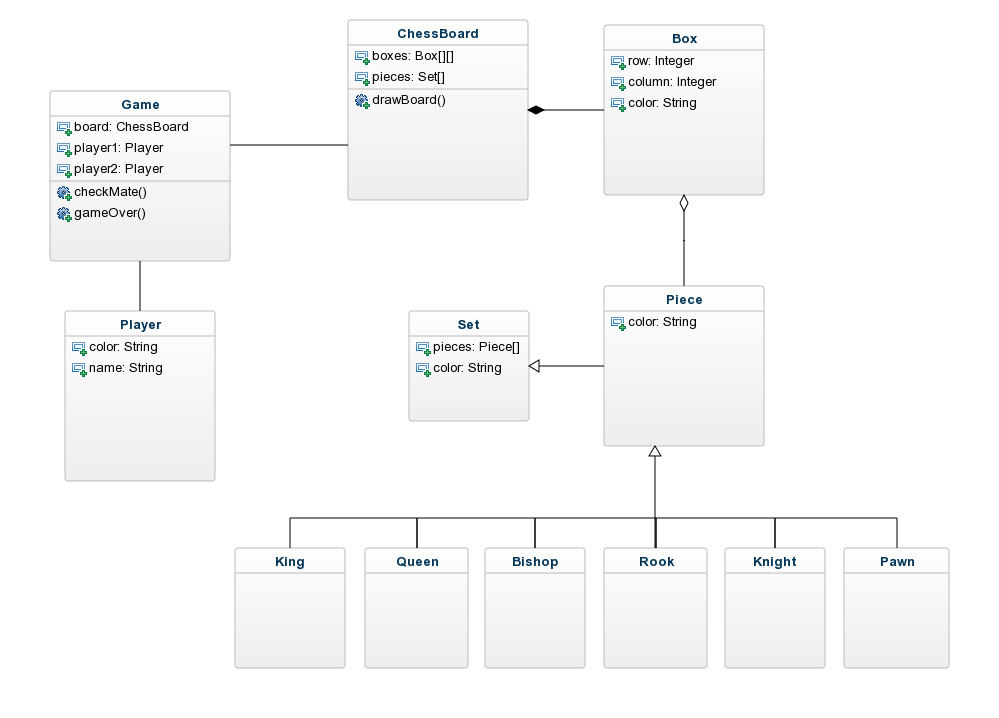 ChessBoard
boxes: Box[][]
pieces: Set[]
drawBoard()
Box
row: Integer
column: Integer
color: String
Game
board: ChessBoard
player1: Player
player2: Player
checkMate()
gameOver()
Piece
color: String
Player
color: String
name: String
Set
pieces: Piece[]
color: String
King
Queen
Bishop
Rook
Knight
Pawn